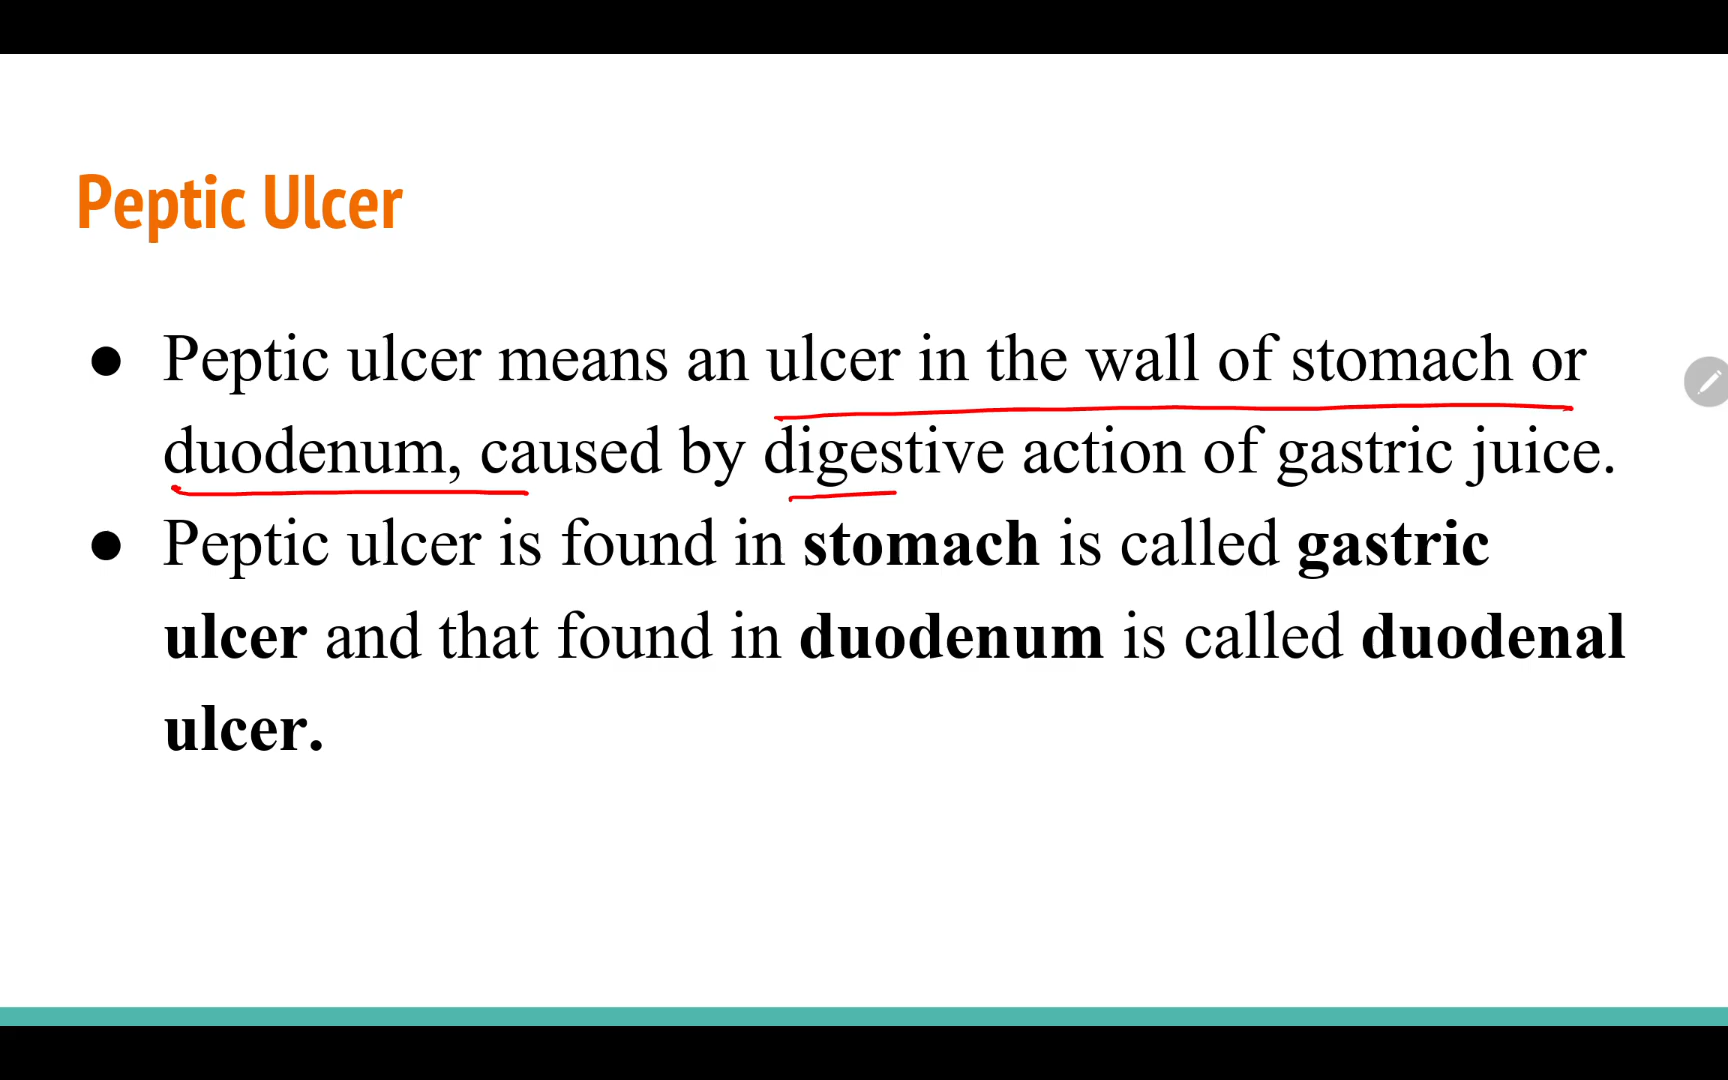 Peptic Ulcer
● Peptic ulcer means an ulcer in the wall of stomach or
duodenum, caused by digestive action of gastric juice.
● Peptic ulcer is found in stomach is called gastric
ulcer and that found in duodenum is called duodenal
ulcer.